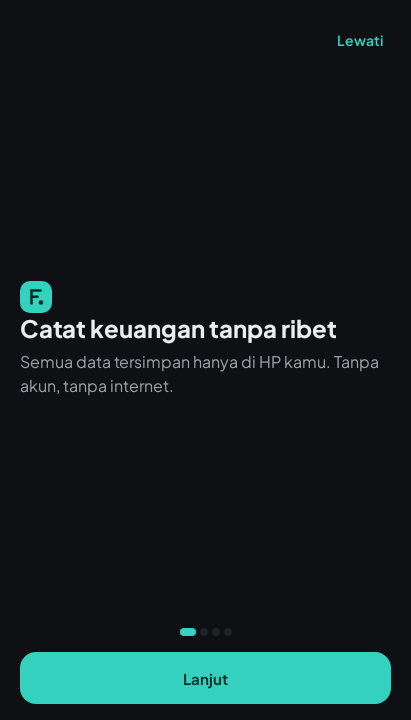 Lewati
F.
Catat keuangan tanpa ribet
Semua data tersimpan hanya di HP kamu. Tanpa
akun, tanpa internet.
Lanjut